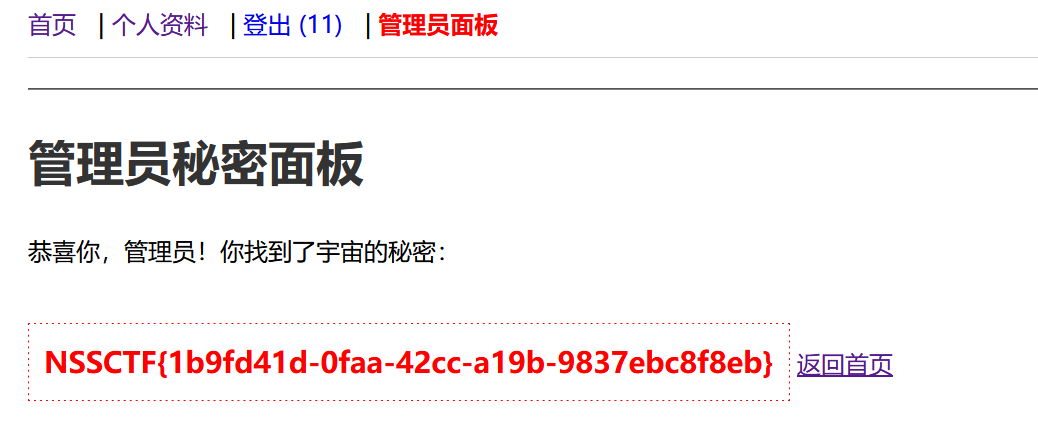 首页 | 个人资料 | 登出 (11) | 管理员面板
管理员秘密面板
恭喜你，管理员！你找到了宇宙的秘密：
NSSCTF{1b9fd41d-0faa-42cc-a19b-9837ebc8f8eb} 返回首页